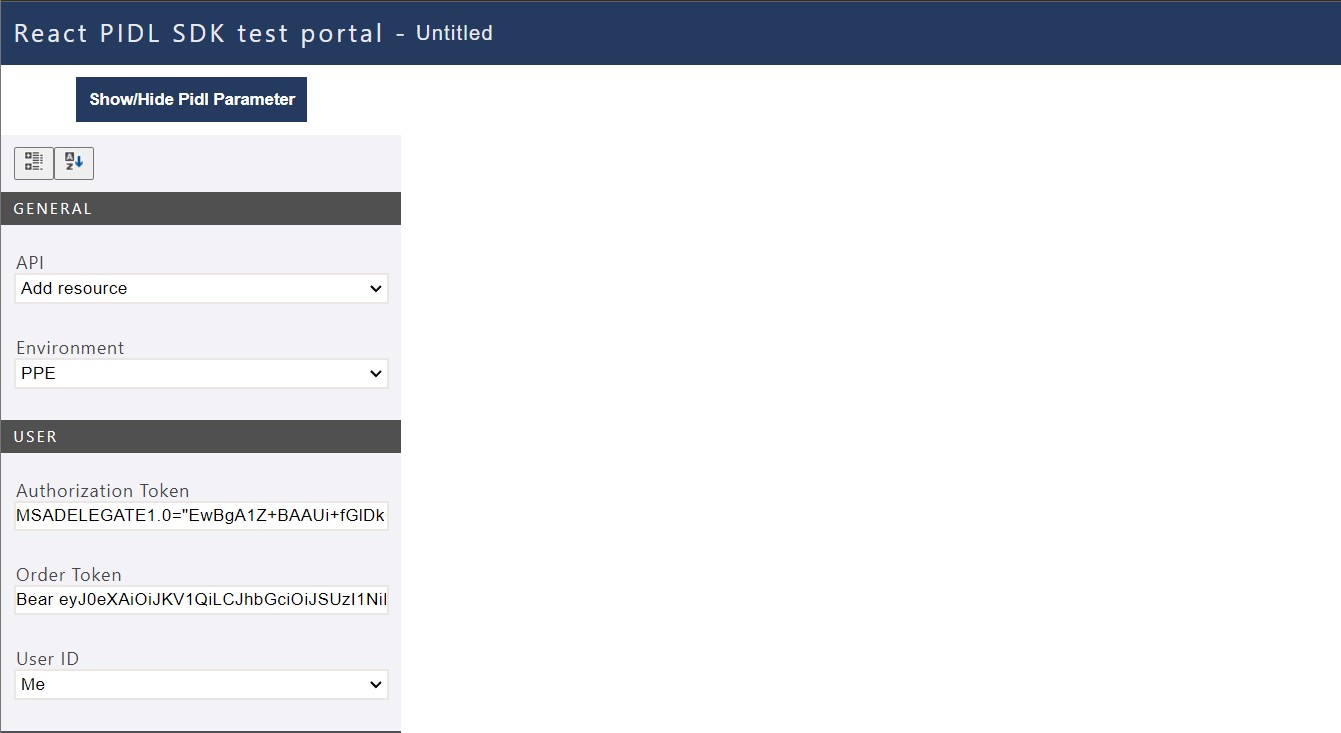 React PIDL SDK test portal - Untitled
Show/Hide Pidl Parameter
GENERAL
API
Add resource
Environment
PPE
USER
Authorization Token
MSADELEGATE1.0="EwBgA1Z+BAAUi+fGlDk
Order Token
Bear eyJ0eXAiOiJKV1QiLCJhbGciOiJSUzI1NiI
User ID
Me